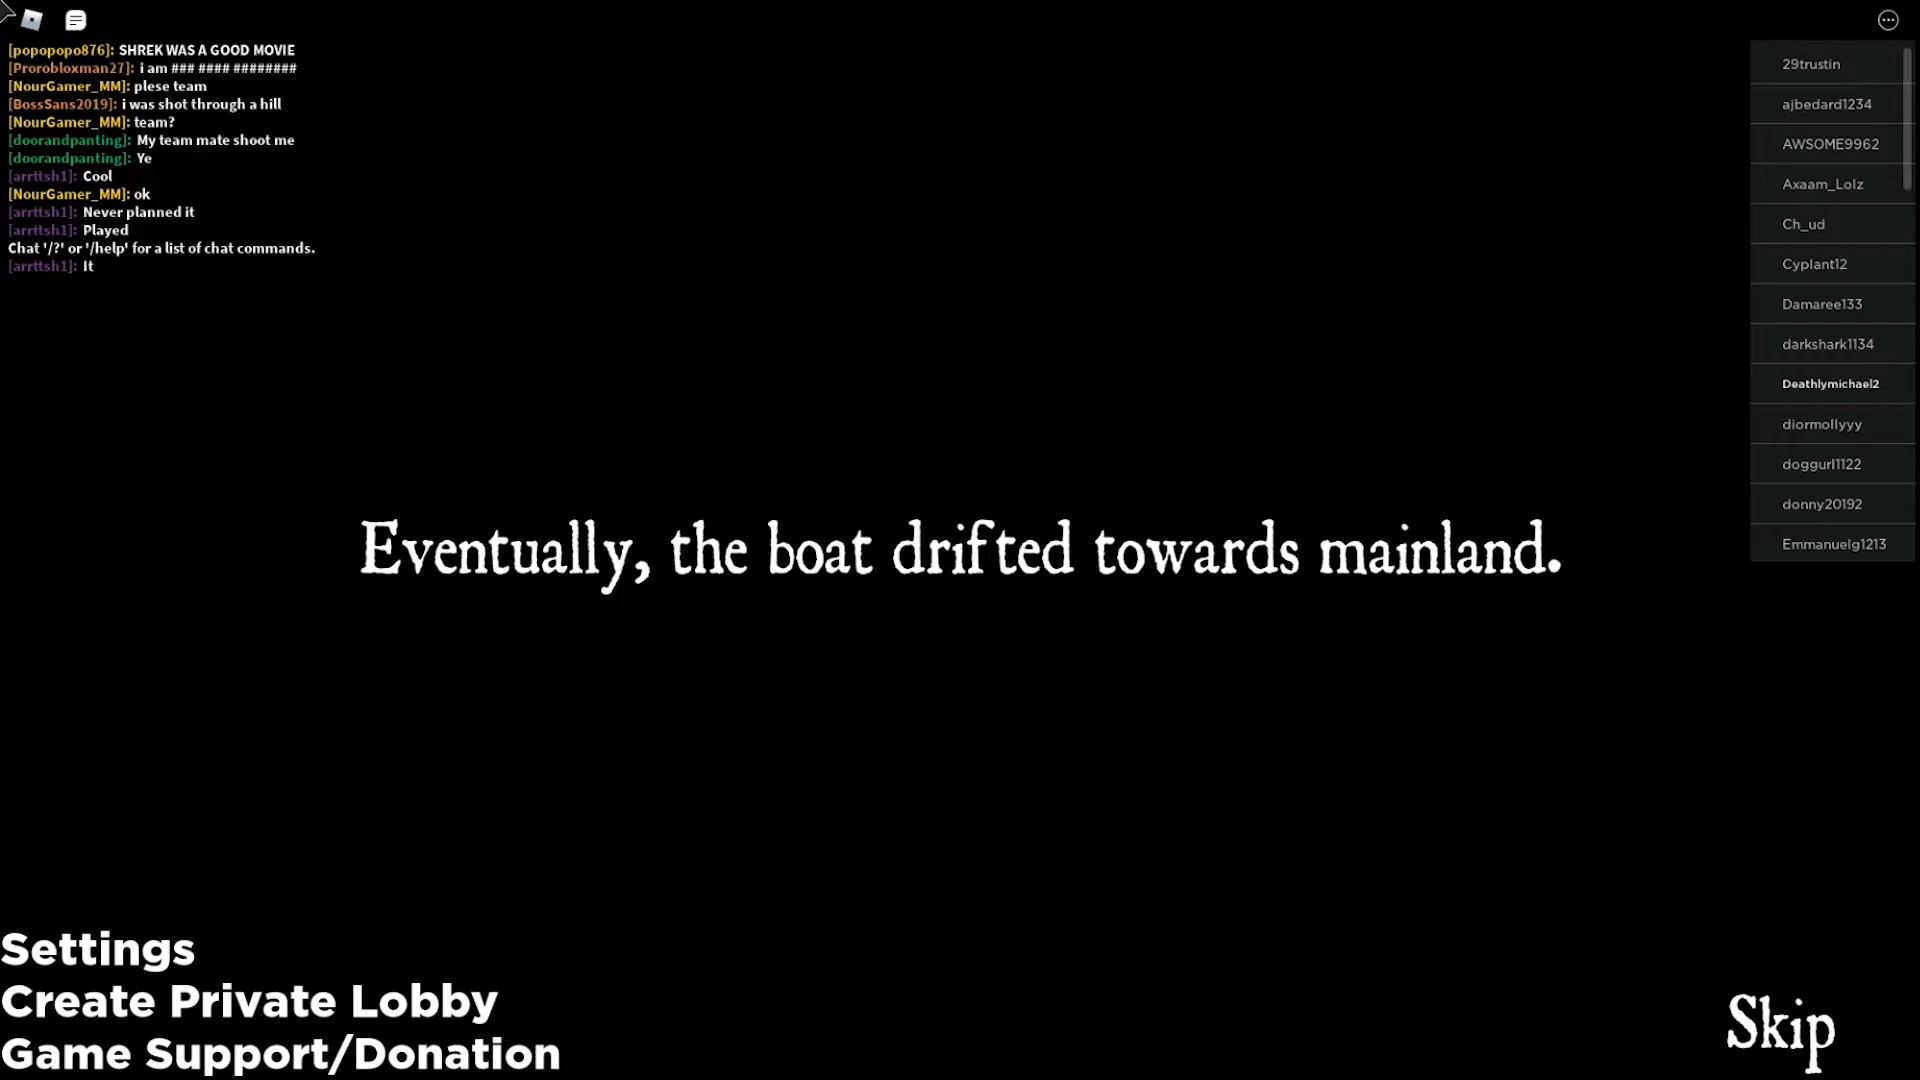 [popopopo876]: SHREK WAS A GOOD MOVIE
[Prorobloxman27]: i am ### #### ########
[NourGamer_MM]: plese team
[BossSans2019]: i was shot through a hill
[NourGamer_MM]: team?
[doorandpanting]: My team mate shoot me
[doorandpanting]: Ye
[arrttsh1]: Cool
[NourGamer_MM]: ok
[arrttsh1]: Never planned it
[arrttsh1]: Played
Chat '/?' or '/help' for a list of chat commands.
[arrttsh1]: It
29trustin
ajbedard1234
AWSOME9962
Axaam_Lolz
Ch_ud
Cyplant12
Damaree133
darkshark1134
Deathlymichael2
diormollyyy
doggurl1122
donny20192
Emmanuelg1213
Eventually, the boat drifted towards mainland.
Settings
Create Private Lobby
Game Support/Donation
Skip